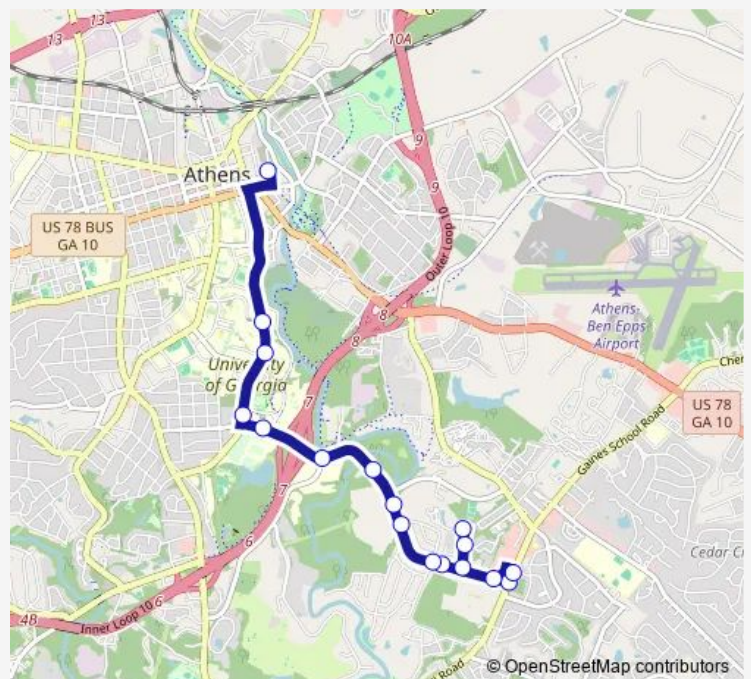 13
13
10A
9
Athens
9
US 78 BUS
GA 10
Outer Loop 10
8
8
Athens-
Ben Epps
Airport
University
of Georgia
7
US 78
GA 10
Gaines School Road
7
6
Cedar C
4B
Inner Loop 10
6
Road
© OpenStreetMap contributors